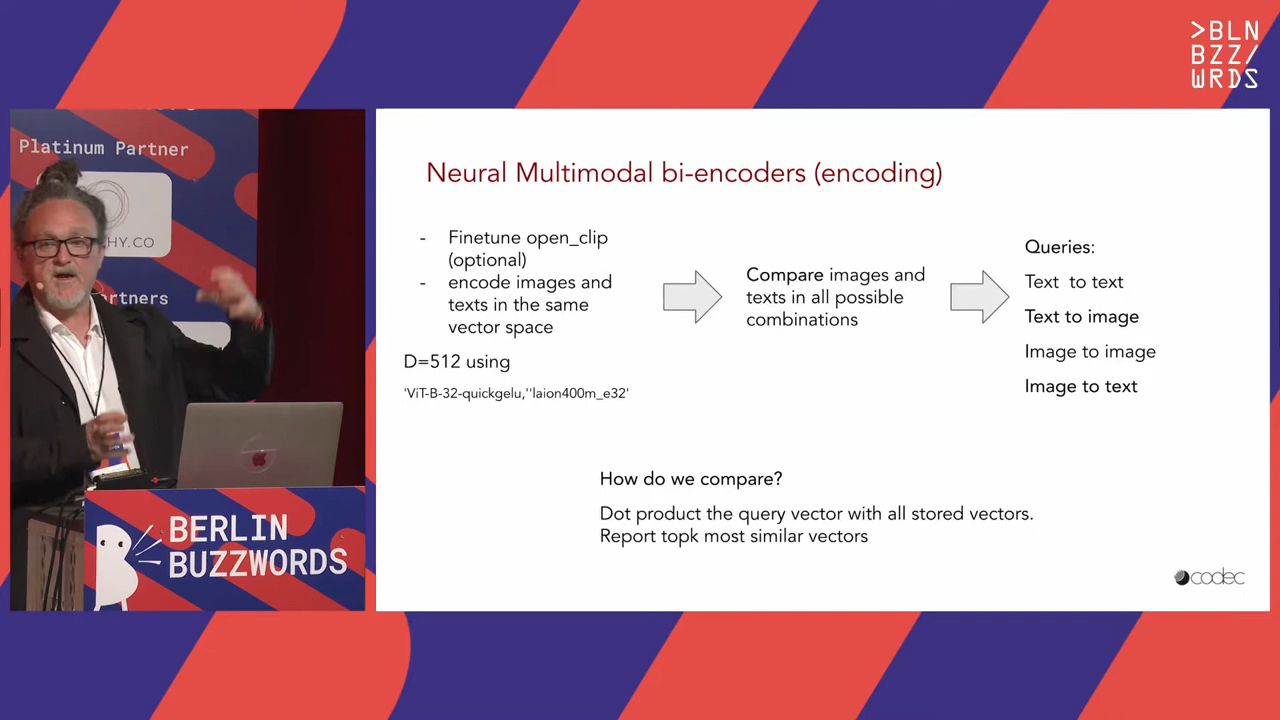 >BLN
BZZ/
WRDS
Platinum Partner
HY.CO
artners
BERLIN
BUZZWORDS
Neural Multimodal bi-encoders (encoding)
- Finetune open_clip
(optional)
- encode images and
texts in the same
vector space
D=512 using
'ViT-B-32-quickgelu,''laion400m_e32'
Compare images and
texts in all possible
combinations
Queries:
Text to text
Text to image
Image to image
Image to text
How do we compare?
Dot product the query vector with all stored vectors.
Report topk most similar vectors
codec